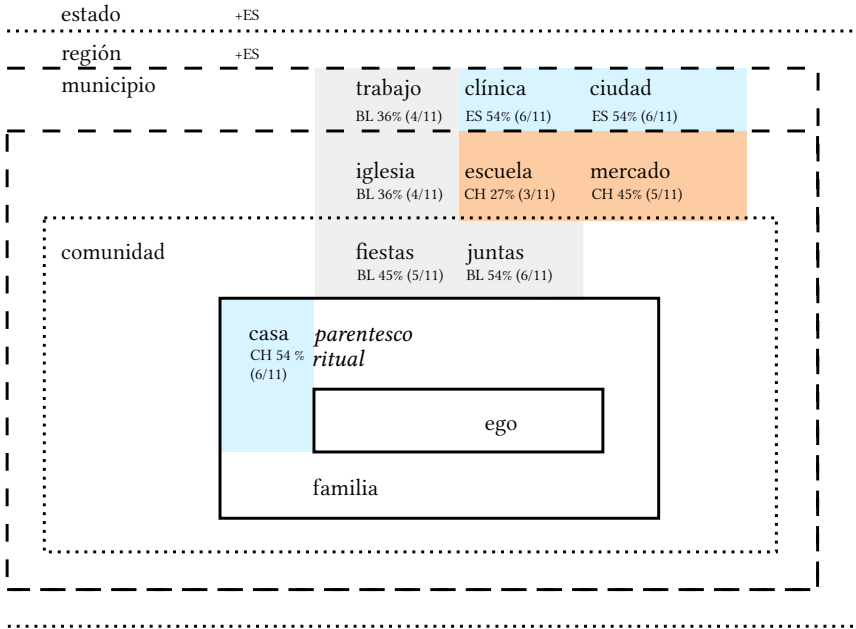 estado +ES
región +ES
municipio trabajo clínica ciudad
BL 36% (4/11) ES 54% (6/11) ES 54% (6/11)
iglesia escuela mercado
BL 36% (4/11) CH 27% (3/11) CH 45% (5/11)
comunidad fiestas juntas
BL 45% (5/11) BL 54% (6/11)
casa parentesco
CH 54 % ritual
(6/11)
ego
familia